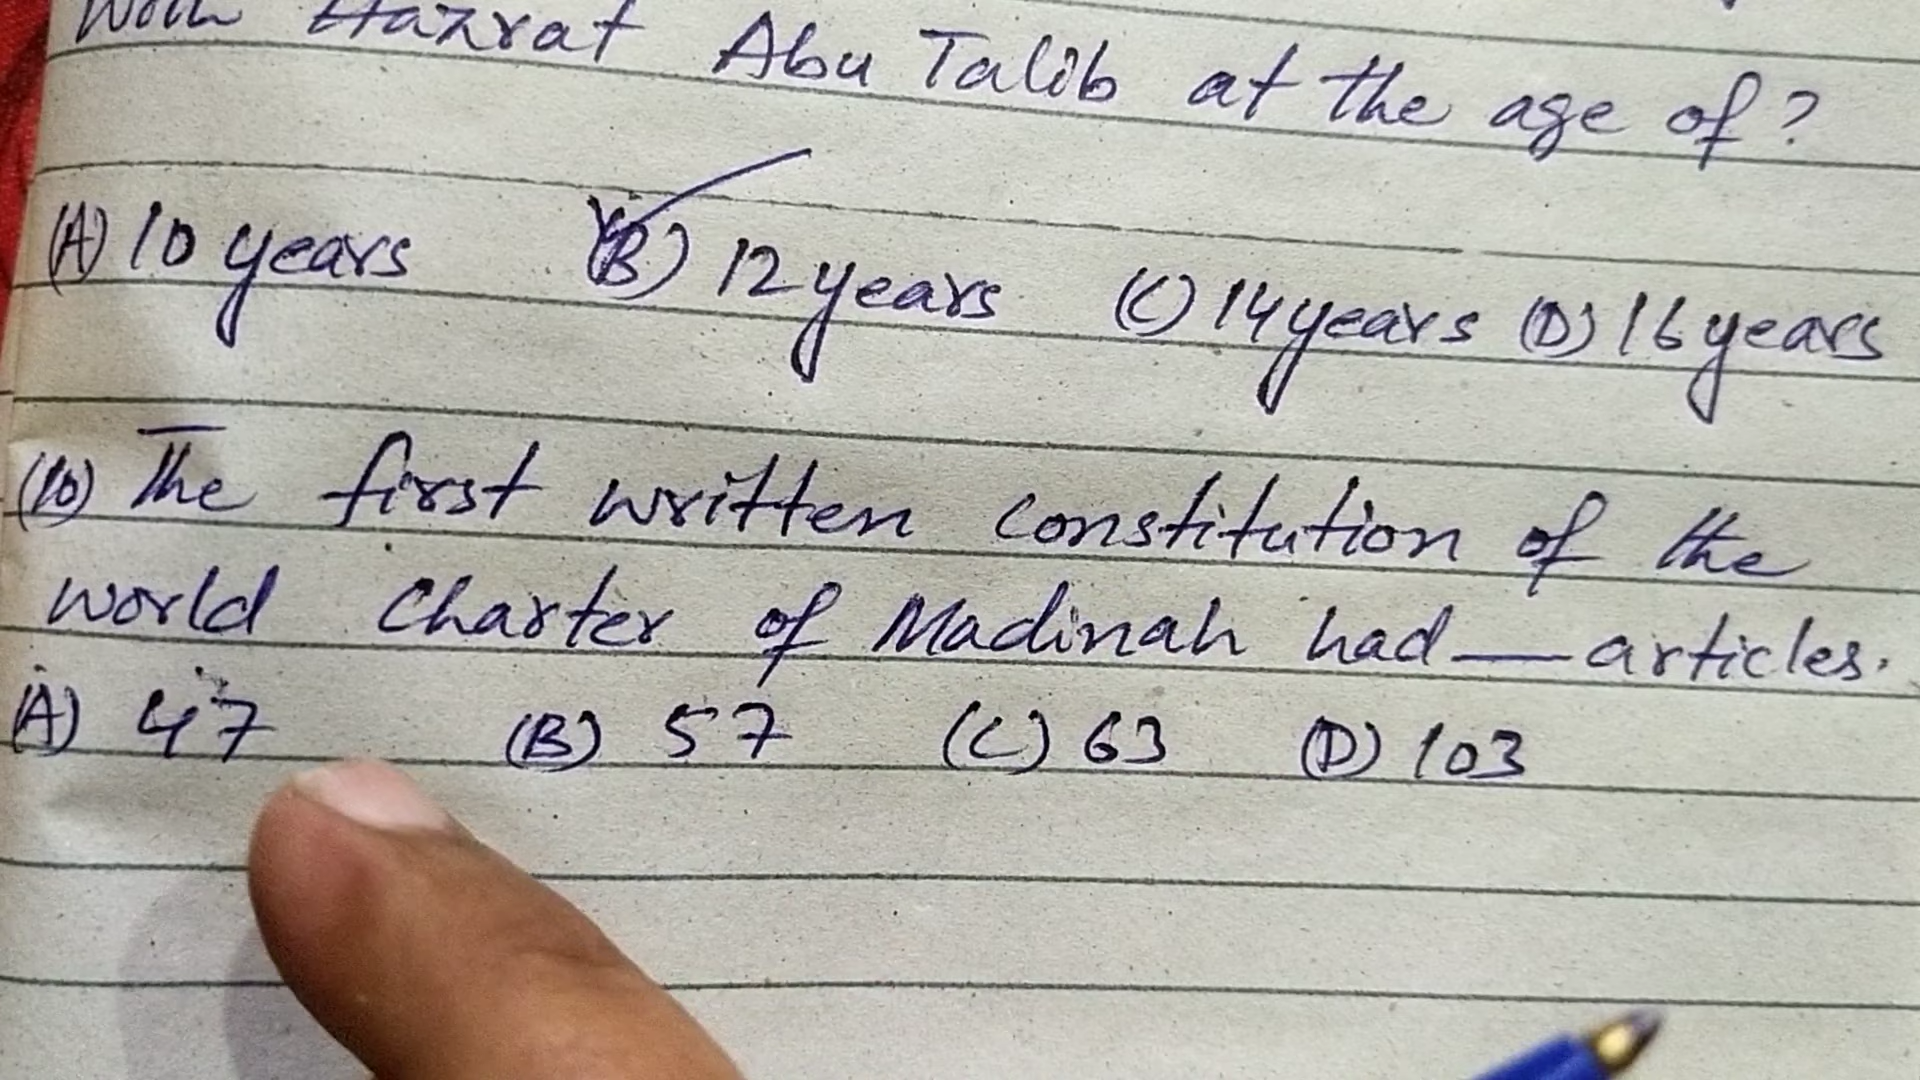 With Hazrat Abu Talib at the age of?
(A) 10 years (B) 12 years (C) 14 years (D) 16 years
(10) The first written constitution of the
world Charter of Madinah had — articles.
(A) 47 (B) 57 (C) 63 (D) 103